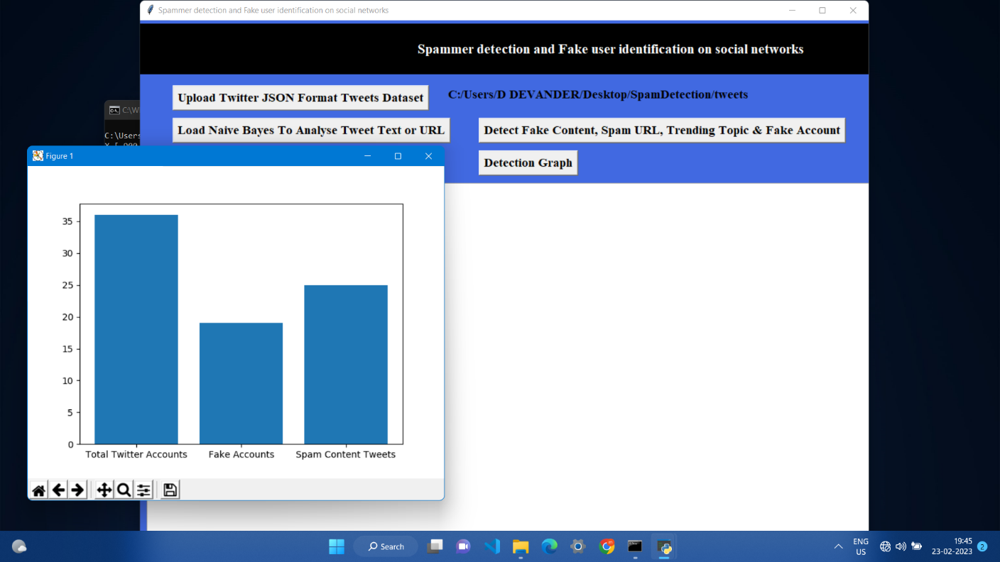 Spammer detection and Fake user identification on social networks
Spammer detection and Fake user identification on social networks
Upload Twitter JSON Format Tweets Dataset
C:/Users/D DEVANDER/Desktop/SpamDetection/tweets
Load Naive Bayes To Analyse Tweet Text or URL
Detect Fake Content, Spam URL, Trending Topic & Fake Account
Detection Graph
C:\W
C:\Users
Figure 1
35
30
25
20
15
10
5
0
Total Twitter Accounts Fake Accounts Spam Content Tweets
Search
ENG
US
19:45
23-02-2023
2